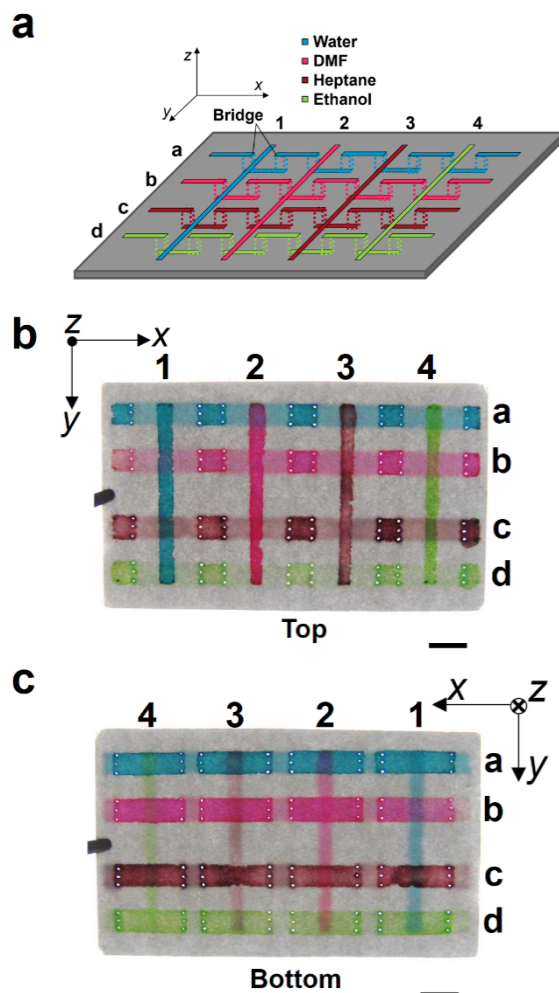 a
Water
DMF
Heptane
Ethanol
z
x
y
Bridge
1 2 3 4
a
b
c
d
b
z x
y
1 2 3 4
a
b
c
d
Top
c
4 3 2 1
x z
y
a
b
c
d
Bottom